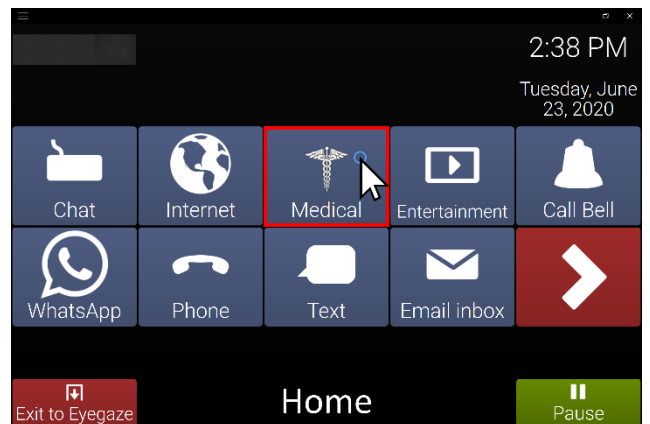 2:38 PM
Tuesday, June
23, 2020
Chat
Internet
Medical
Entertainment
Call Bell
WhatsApp
Phone
Text
Email inbox
Exit to Eyegaze
Home
Pause